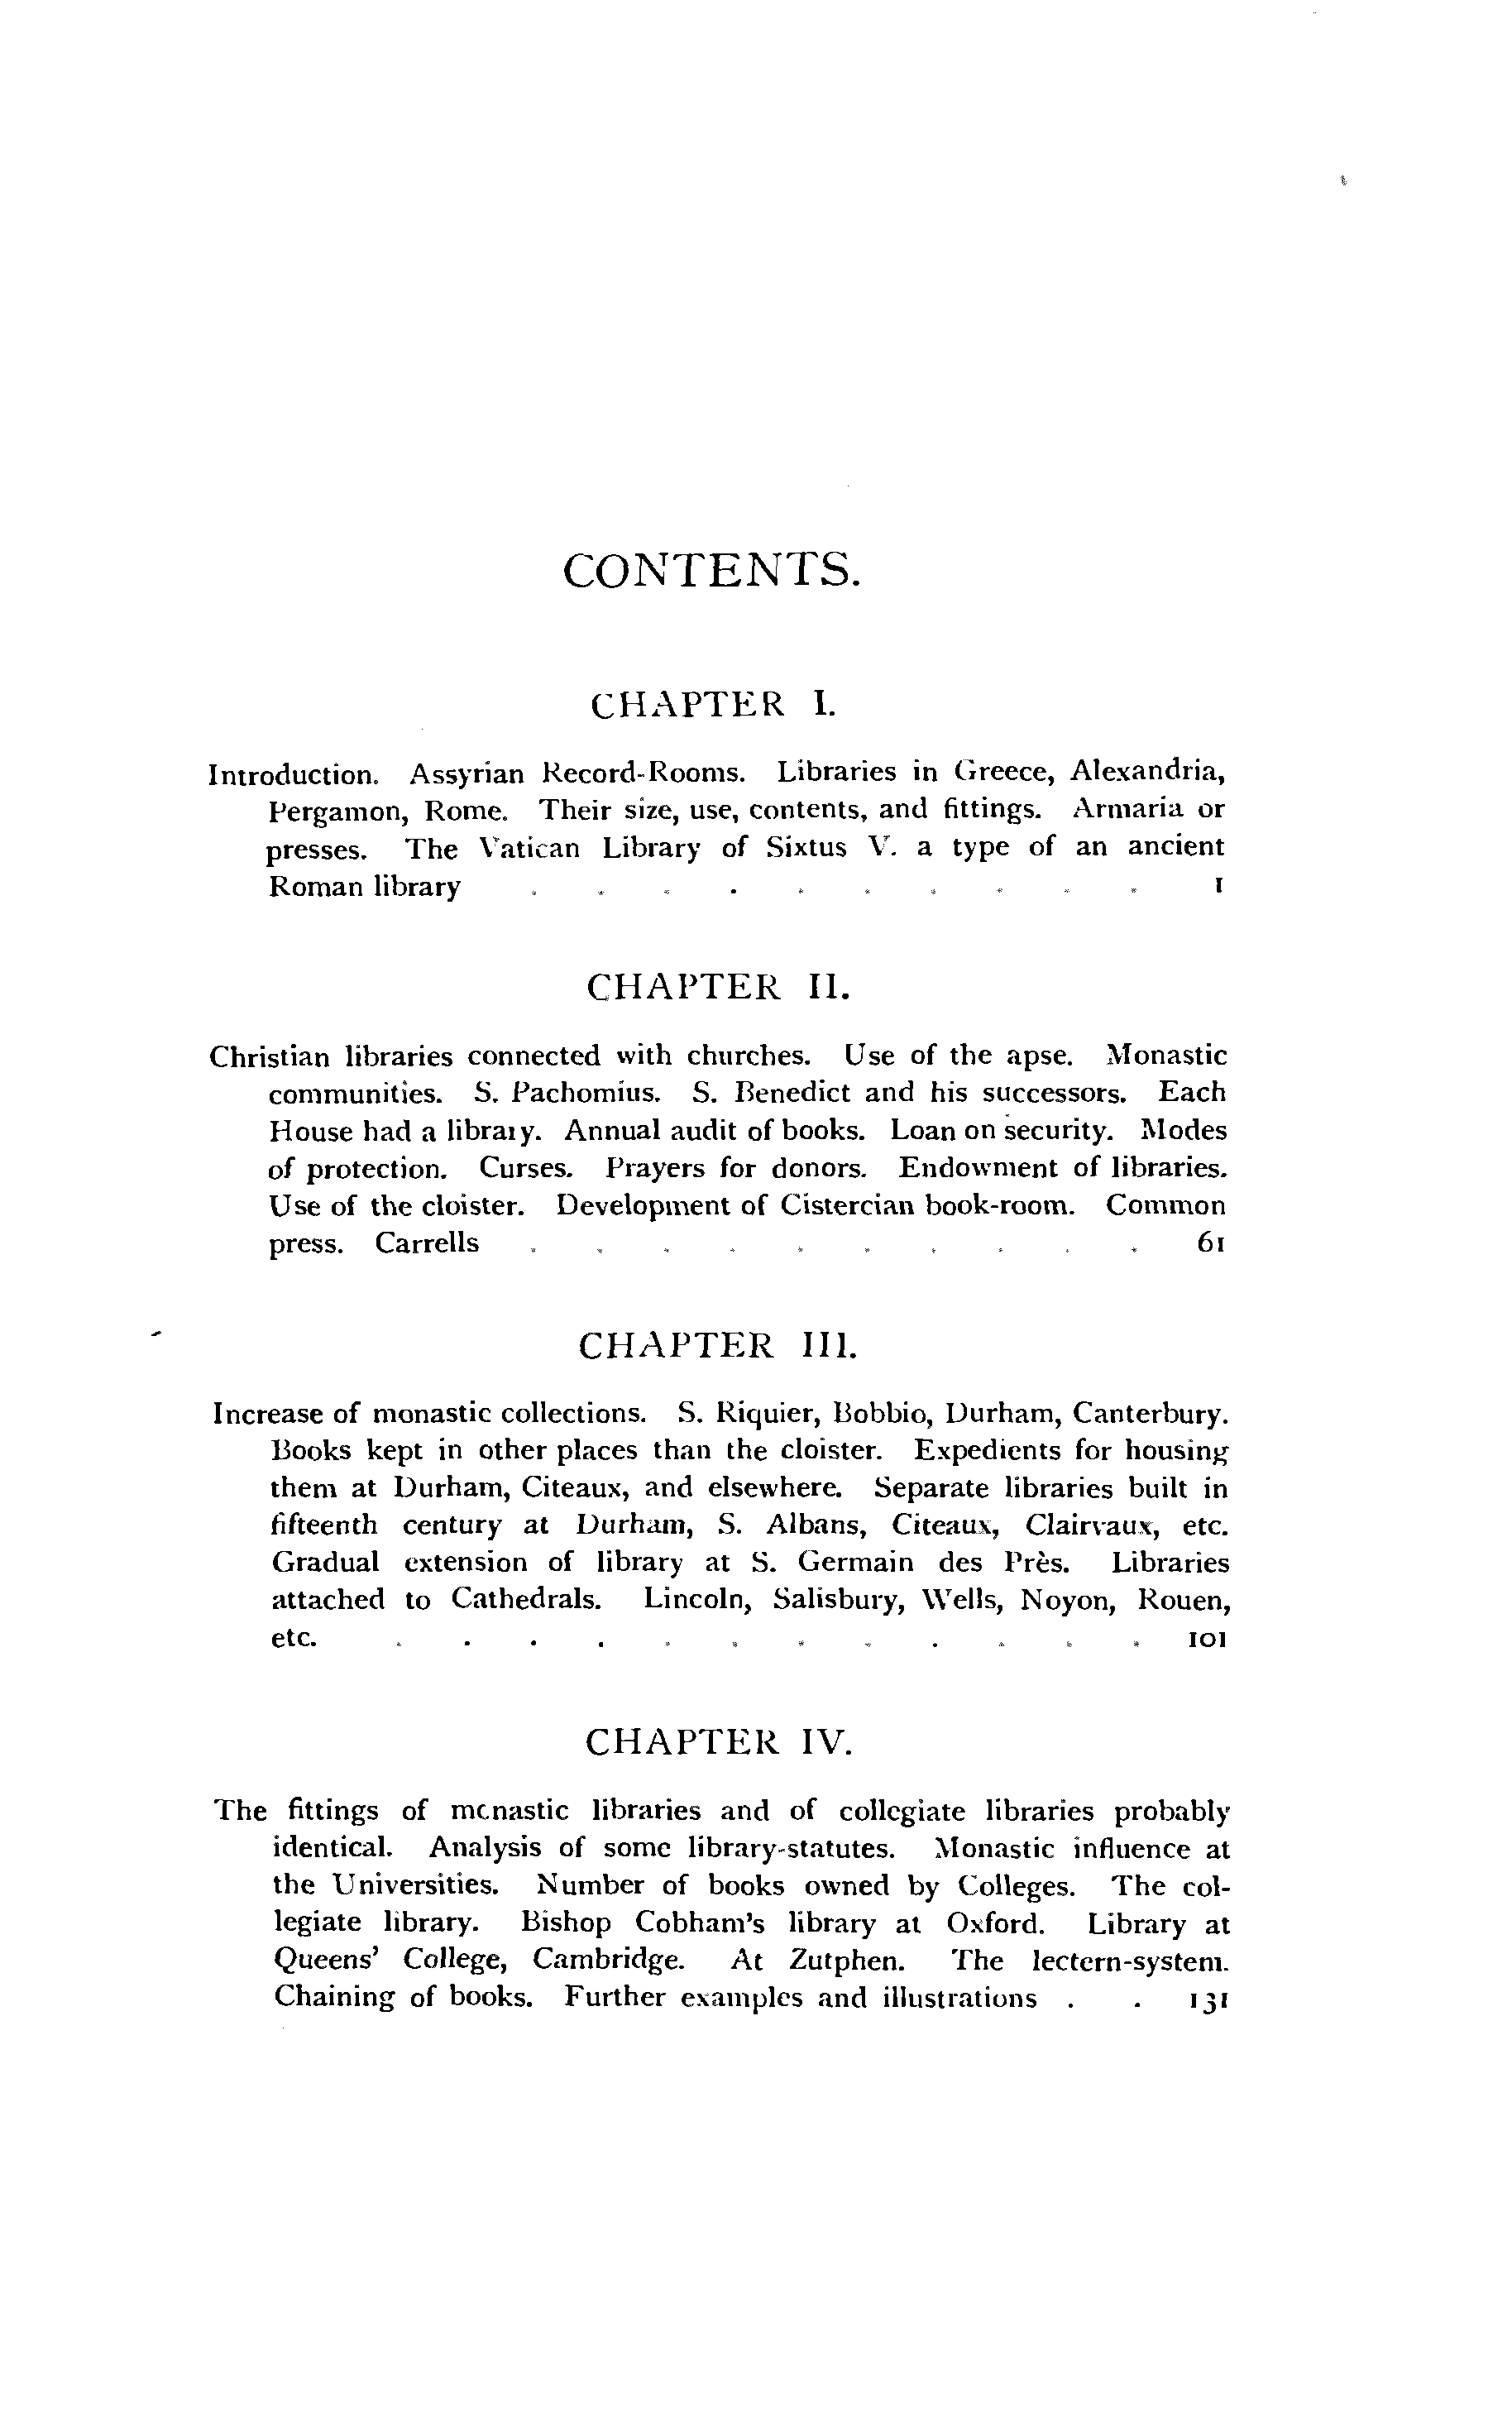 CONTENTS.
CHAPTER I.
Introduction. Assyrian Record-Rooms. Libraries in Greece, Alexandria,
Pergamon, Rome. Their size, use, contents, and fittings. Armaria or
presses. The Vatican Library of Sixtus V. a type of an ancient
Roman library . . . . . . . . . . 1
CHAPTER II.
Christian libraries connected with churches. Use of the apse. Monastic
communities. S. Pachomius. S. Benedict and his successors. Each
House had a library. Annual audit of books. Loan on security. Modes
of protection. Curses. Prayers for donors. Endowment of libraries.
Use of the cloister. Development of Cistercian book-room. Common
press. Carrells . . . . . . . . . . 61
CHAPTER III.
Increase of monastic collections. S. Riquier, Bobbio, Durham, Canterbury.
Books kept in other places than the cloister. Expedients for housing
them at Durham, Citeaux, and elsewhere. Separate libraries built in
fifteenth century at Durham, S. Albans, Citeaux, Clairvaux, etc.
Gradual extension of library at S. Germain des Près. Libraries
attached to Cathedrals. Lincoln, Salisbury, Wells, Noyon, Rouen,
etc. . . . . . . . . . . . . 101
CHAPTER IV.
The fittings of monastic libraries and of collegiate libraries probably
identical. Analysis of some library-statutes. Monastic influence at
the Universities. Number of books owned by Colleges. The col-
legiate library. Bishop Cobham's library at Oxford. Library at
Queens' College, Cambridge. At Zutphen. The lectern-system.
Chaining of books. Further examples and illustrations . . 131